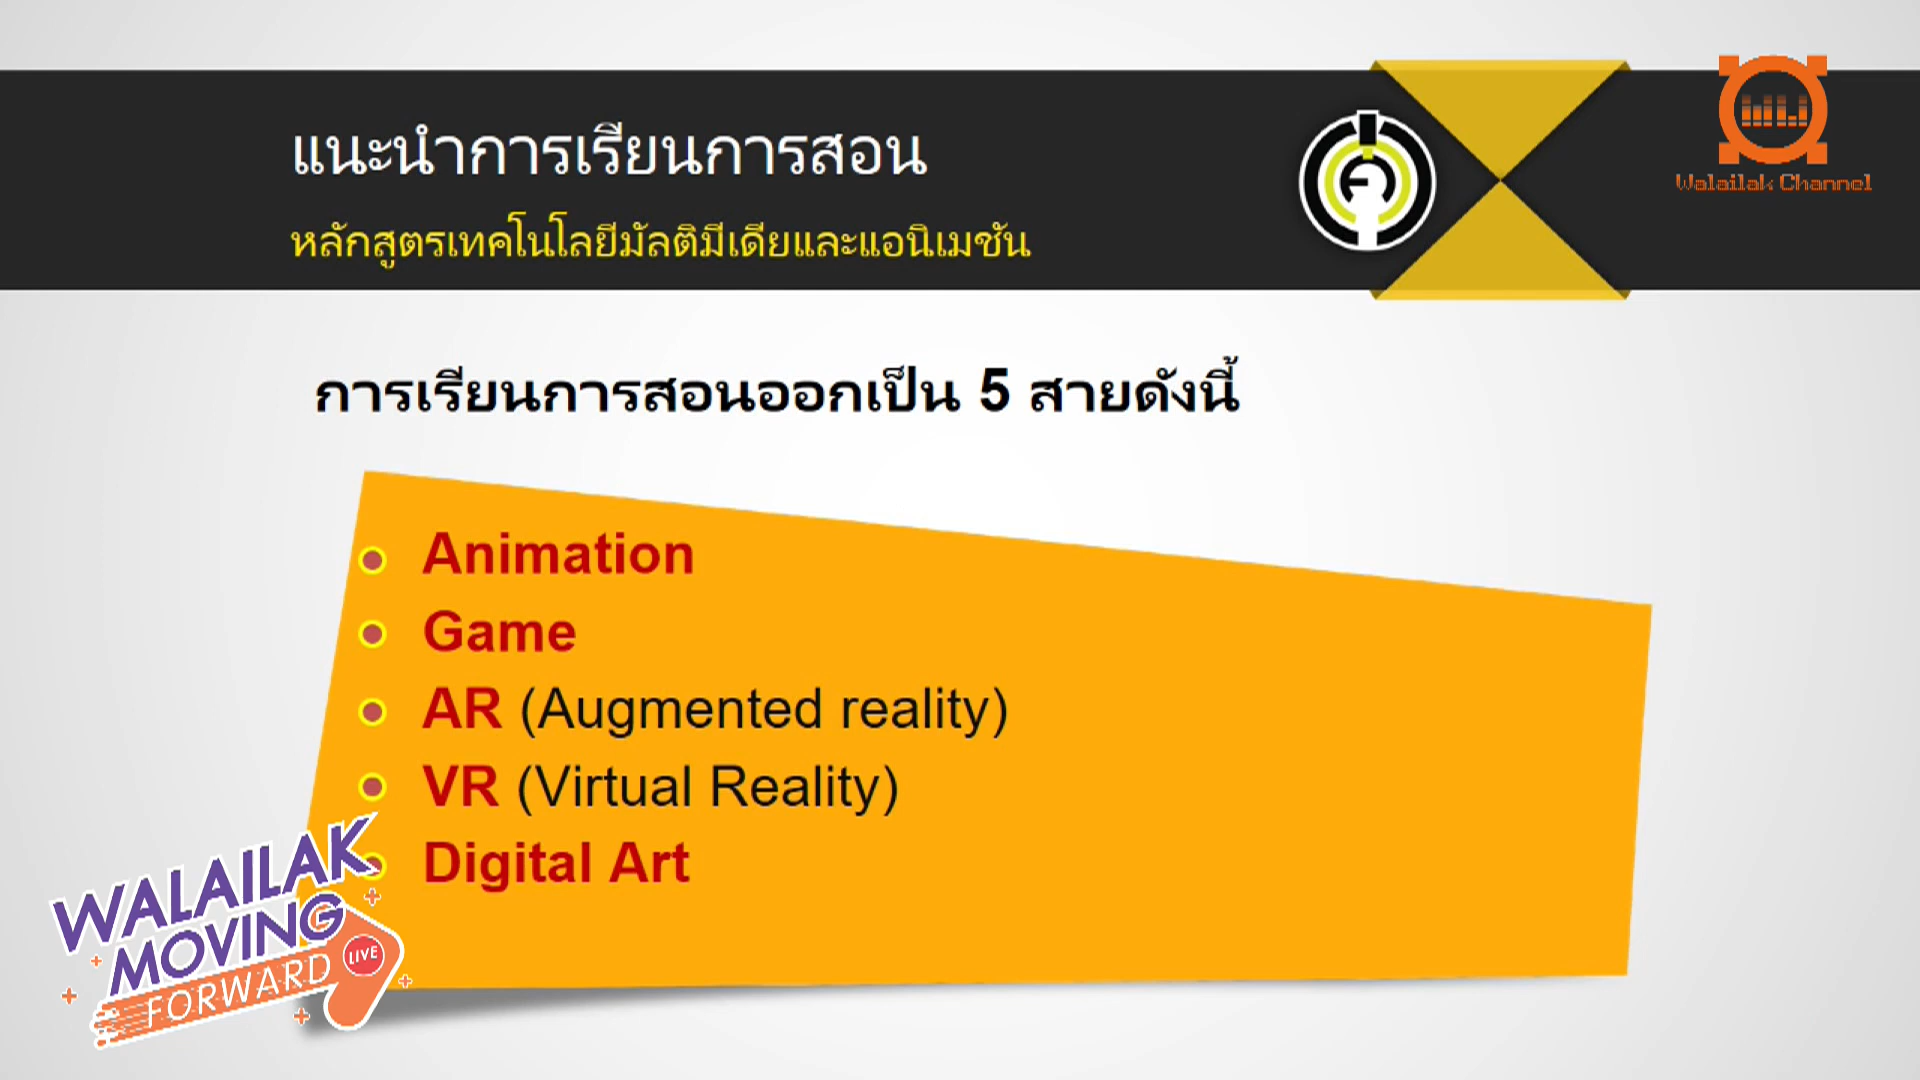 แนะนำการเรียนการสอน
หลักสูตรเทคโนโลยีมัลติมีเดียและแอนิเมชัน
Walailak Channel
การเรียนการสอนออกเป็น 5 สายดังนี้
Animation
Game
AR (Augmented reality)
VR (Virtual Reality)
Digital Art
WALAILAK
MOVING
FORWARD
LIVE